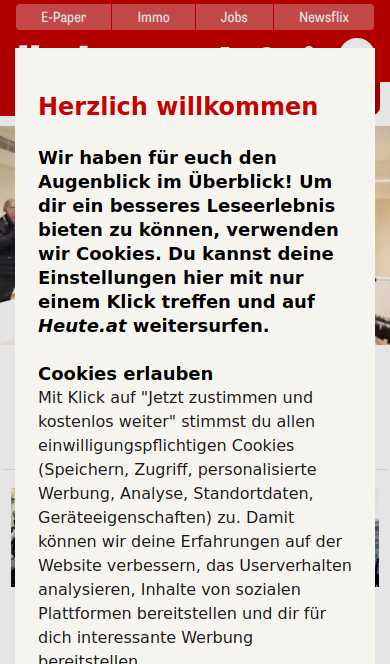 E-Paper Immo Jobs Newsflix
Herzlich willkommen
Wir haben für euch den
Augenblick im Überblick! Um
dir ein besseres Leseerlebnis
bieten zu können, verwenden
wir Cookies. Du kannst deine
Einstellungen hier mit nur
einem Klick treffen und auf
Heute.at weitersurfen.
Cookies erlauben
Mit Klick auf "Jetzt zustimmen und
kostenlos weiter" stimmst du allen
einwilligungspflichtigen Cookies
(Speichern, Zugriff, personalisierte
Werbung, Analyse, Standortdaten,
Geräteeigenschaften) zu. Damit
können wir deine Erfahrungen auf der
Website verbessern, das Userverhalten
analysieren, Inhalte von sozialen
Plattformen bereitstellen und dir für
dich interessante Werbung
bereitstellen